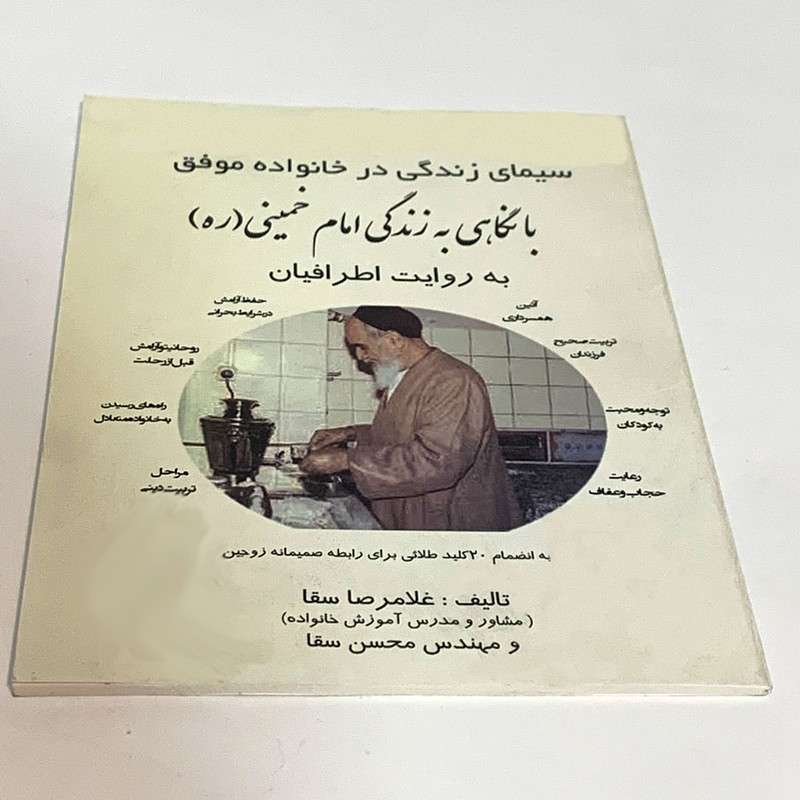 سیمای زندگی در خانواده موفق
با نگاهی به زندگی امام خمینی (ره)
به روایت اطرافیان
آئین
همسرداری
تربیت صحیح
فرزندان
توجه و محبت
به کودکان
رعایت
حجاب و عفاف
حفظ آرامش
در شرایط بحرانی
روحانیت و آرامش
قبل از رحلت
راه‌های رسیدن
به خانواده متعادل
مراحل
تربیت دینی
به انضمام ۲۰ کلید طلائی برای رابطه صمیمانه زوجین
تالیف : غلامرضا سقا
(مشاور و مدرس آموزش خانواده)
و مهندس محسن سقا